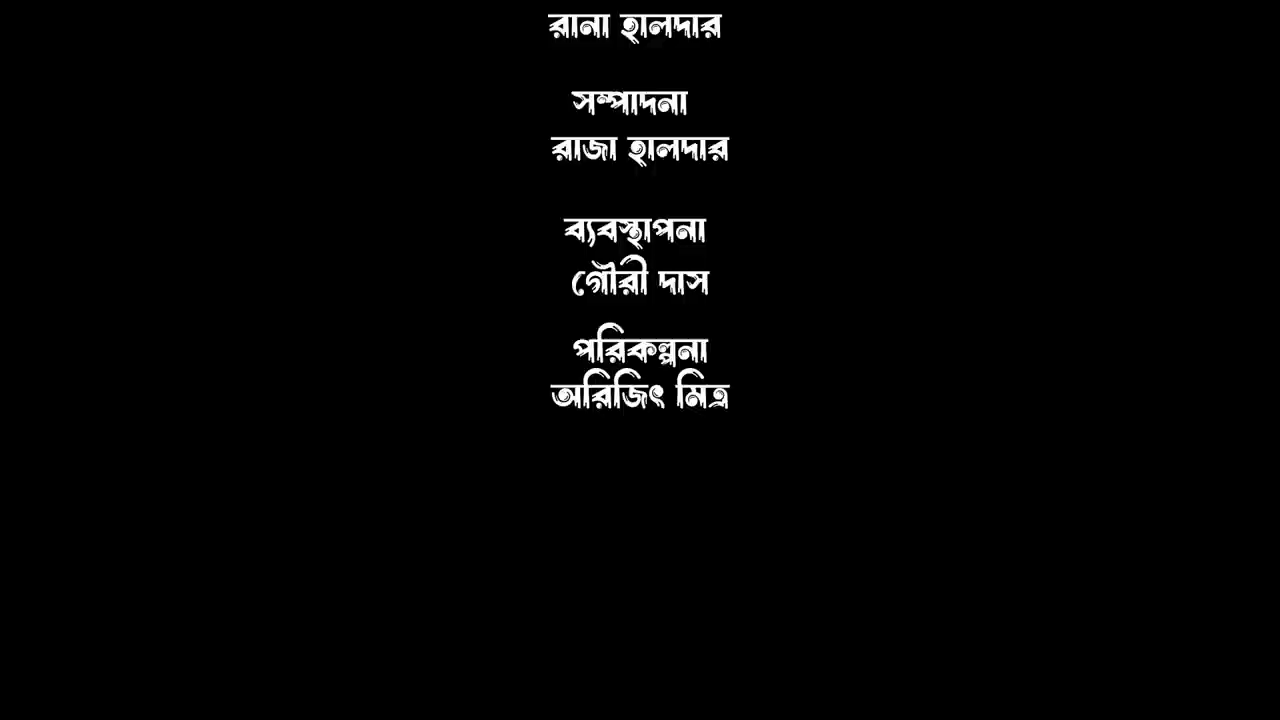 রানা হালদার
সম্পাদনা
রাজা হালদার
ব্যবস্থাপনা
গৌরী দাস
পরিকল্পনা
অরিজিৎ মিত্র